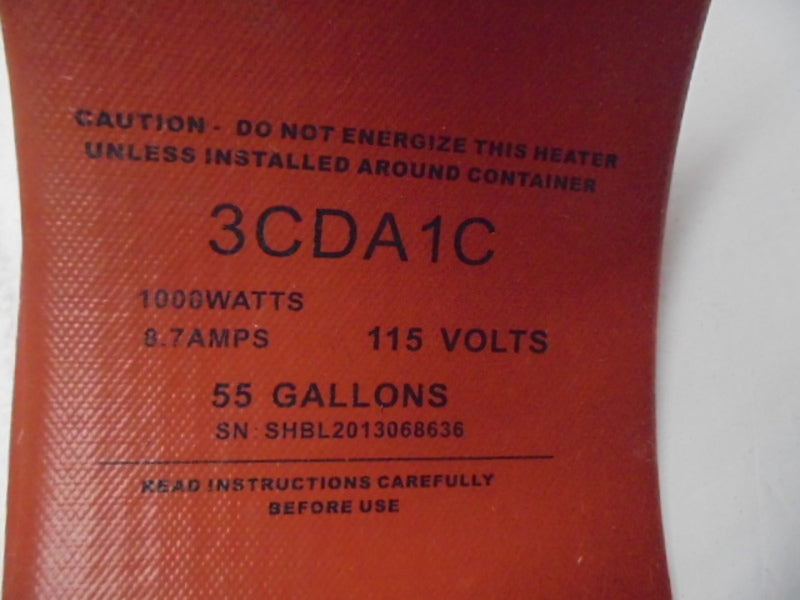 CAUTION - DO NOT ENERGIZE THIS HEATER
UNLESS INSTALLED AROUND CONTAINER
3CDA1C
1000WATTS
8.7AMPS 115 VOLTS
55 GALLONS
SN: SHBL2013068636
READ INSTRUCTIONS CAREFULLY
BEFORE USE